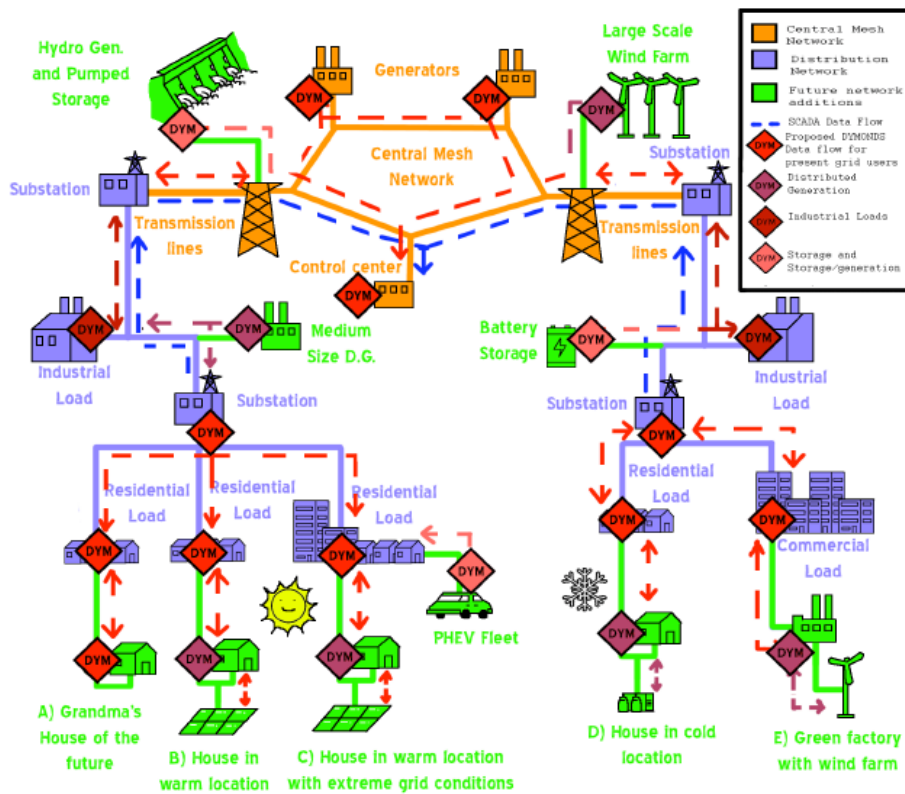 Hydro Gen.
and Pumped
Storage
DYM
DYM
Generators
DYM
Large Scale
Wind Farm
DYM
Central Mesh
Network
Distribution
Network
Future network
additions
SCADA Data Flow
DYM
Proposed DYMONDS
Data flow for
present grid users
DYM
Distributed
Generation
DYM
Industrial Loads
DYM
Storage and
Storage/generation
Substation
Transmission
lines
Central Mesh
Network
Control center
DYM
Transmission
lines
Substation
DYM
Industrial
Load
DYM
Medium
Size D.G.
Battery
Storage
DYM
DYM
Industrial
Load
Substation
DYM
Substation
DYM
Residential
Load
DYM
Residential
Load
DYM
Residential
Load
DYM
DYM
PHEV Fleet
Residential
Load
DYM
DYM
Commercial
Load
DYM
DYM
DYM
DYM
DYM
A) Grandma's
House of the
future
B) House in
warm location
C) House in warm location
with extreme grid conditions
D) House in cold
location
E) Green factory
with wind farm